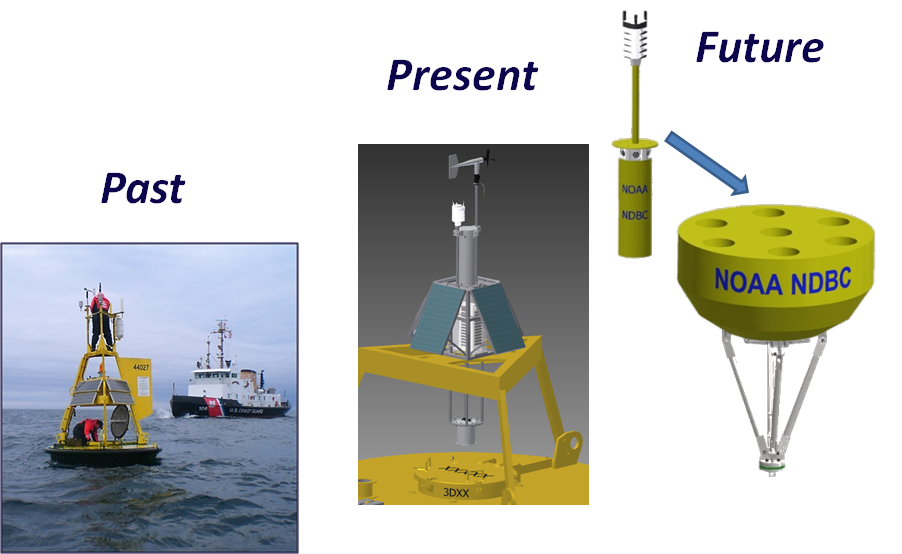 Past
Present
Future
44027
U.S. COAST GUARD
3DXX
NOAA
NDBC
NOAA NDBC